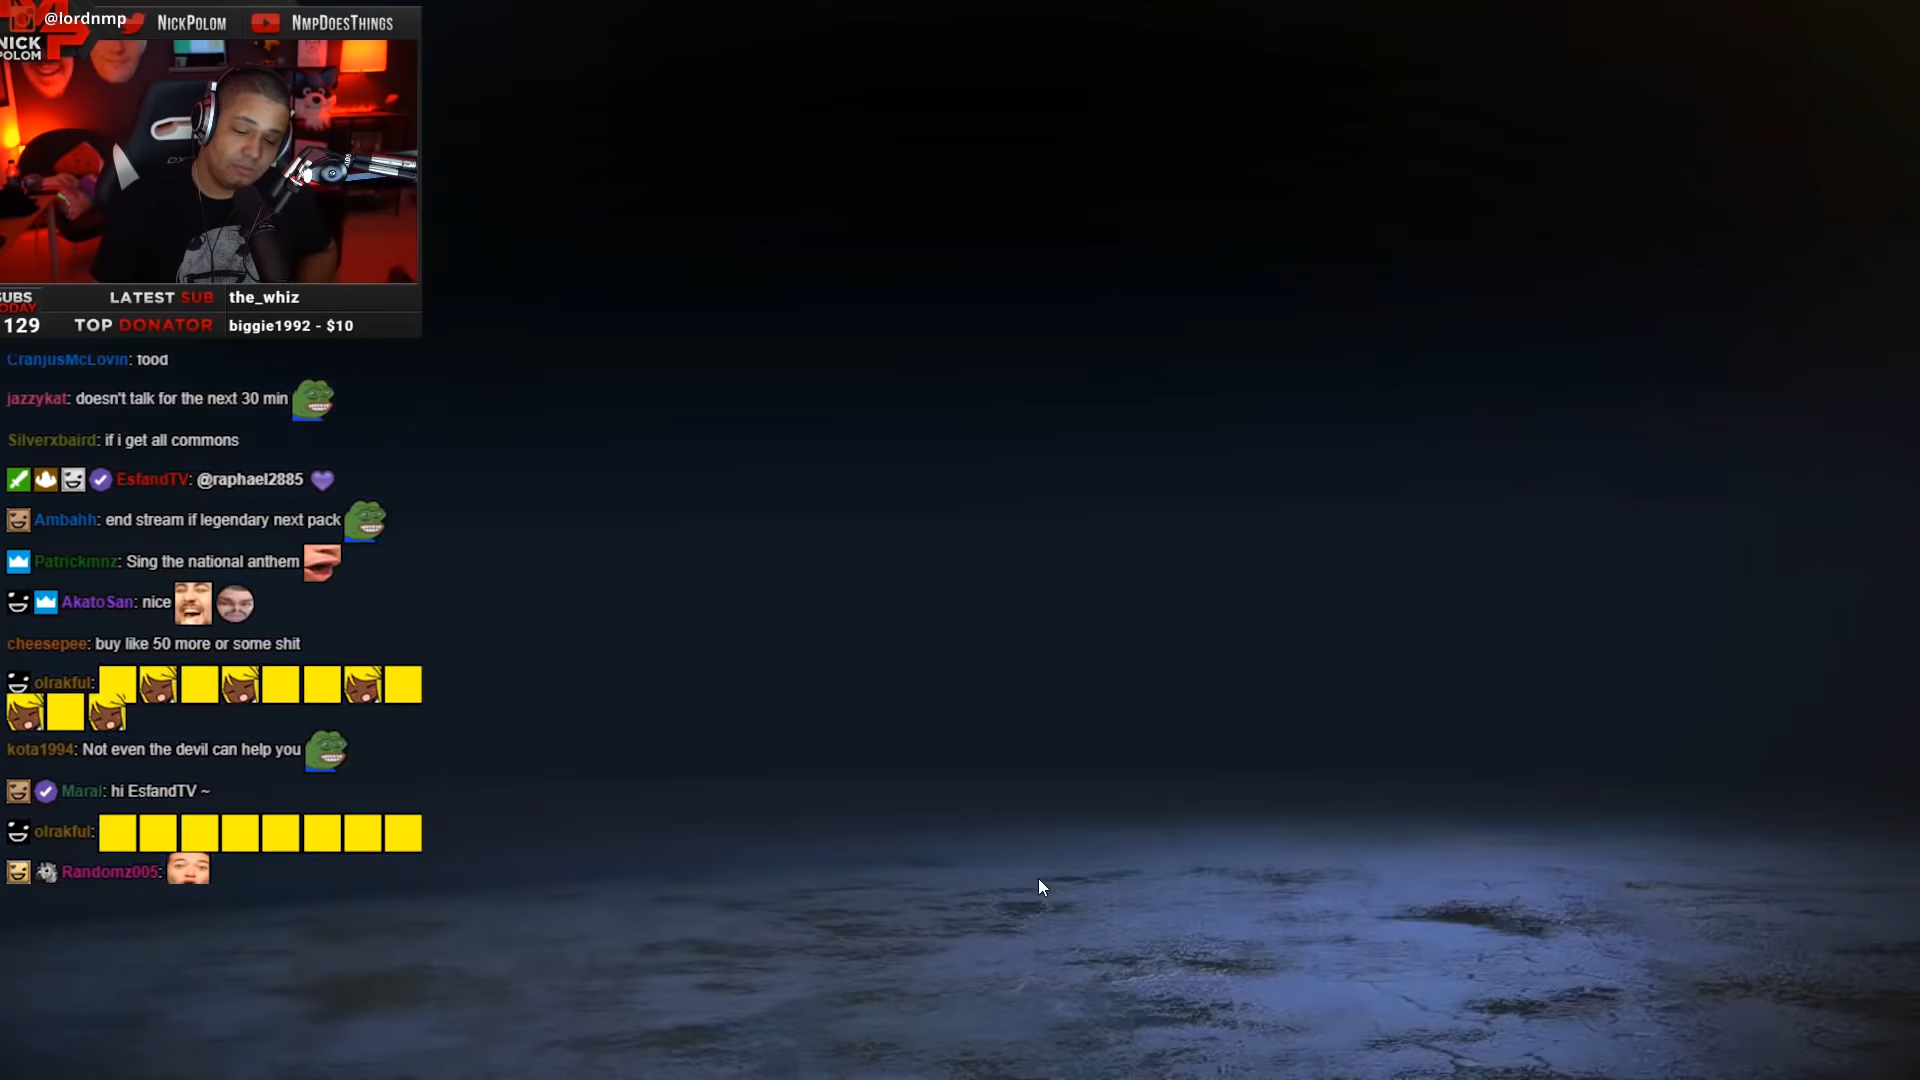 @lordnmp NickPolom NmpDoesThings
NICK
POLOM
SUBS LATEST SUB the_whiz
TODAY
129 TOP DONATOR biggie1992 - $10
CranjusMcLovin: food
jazzykat: doesn't talk for the next 30 min
Silverxbaird: if i get all commons
EsfandTV: @raphael2885
Ambahh: end stream if legendary next pack
Patrickmnz: Sing the national anthem
AkatoSan: nice
cheesepee: buy like 50 more or some shit
olrakful:
kota1994: Not even the devil can help you
Maral: hi EsfandTV ~
olrakful:
Randomz005: